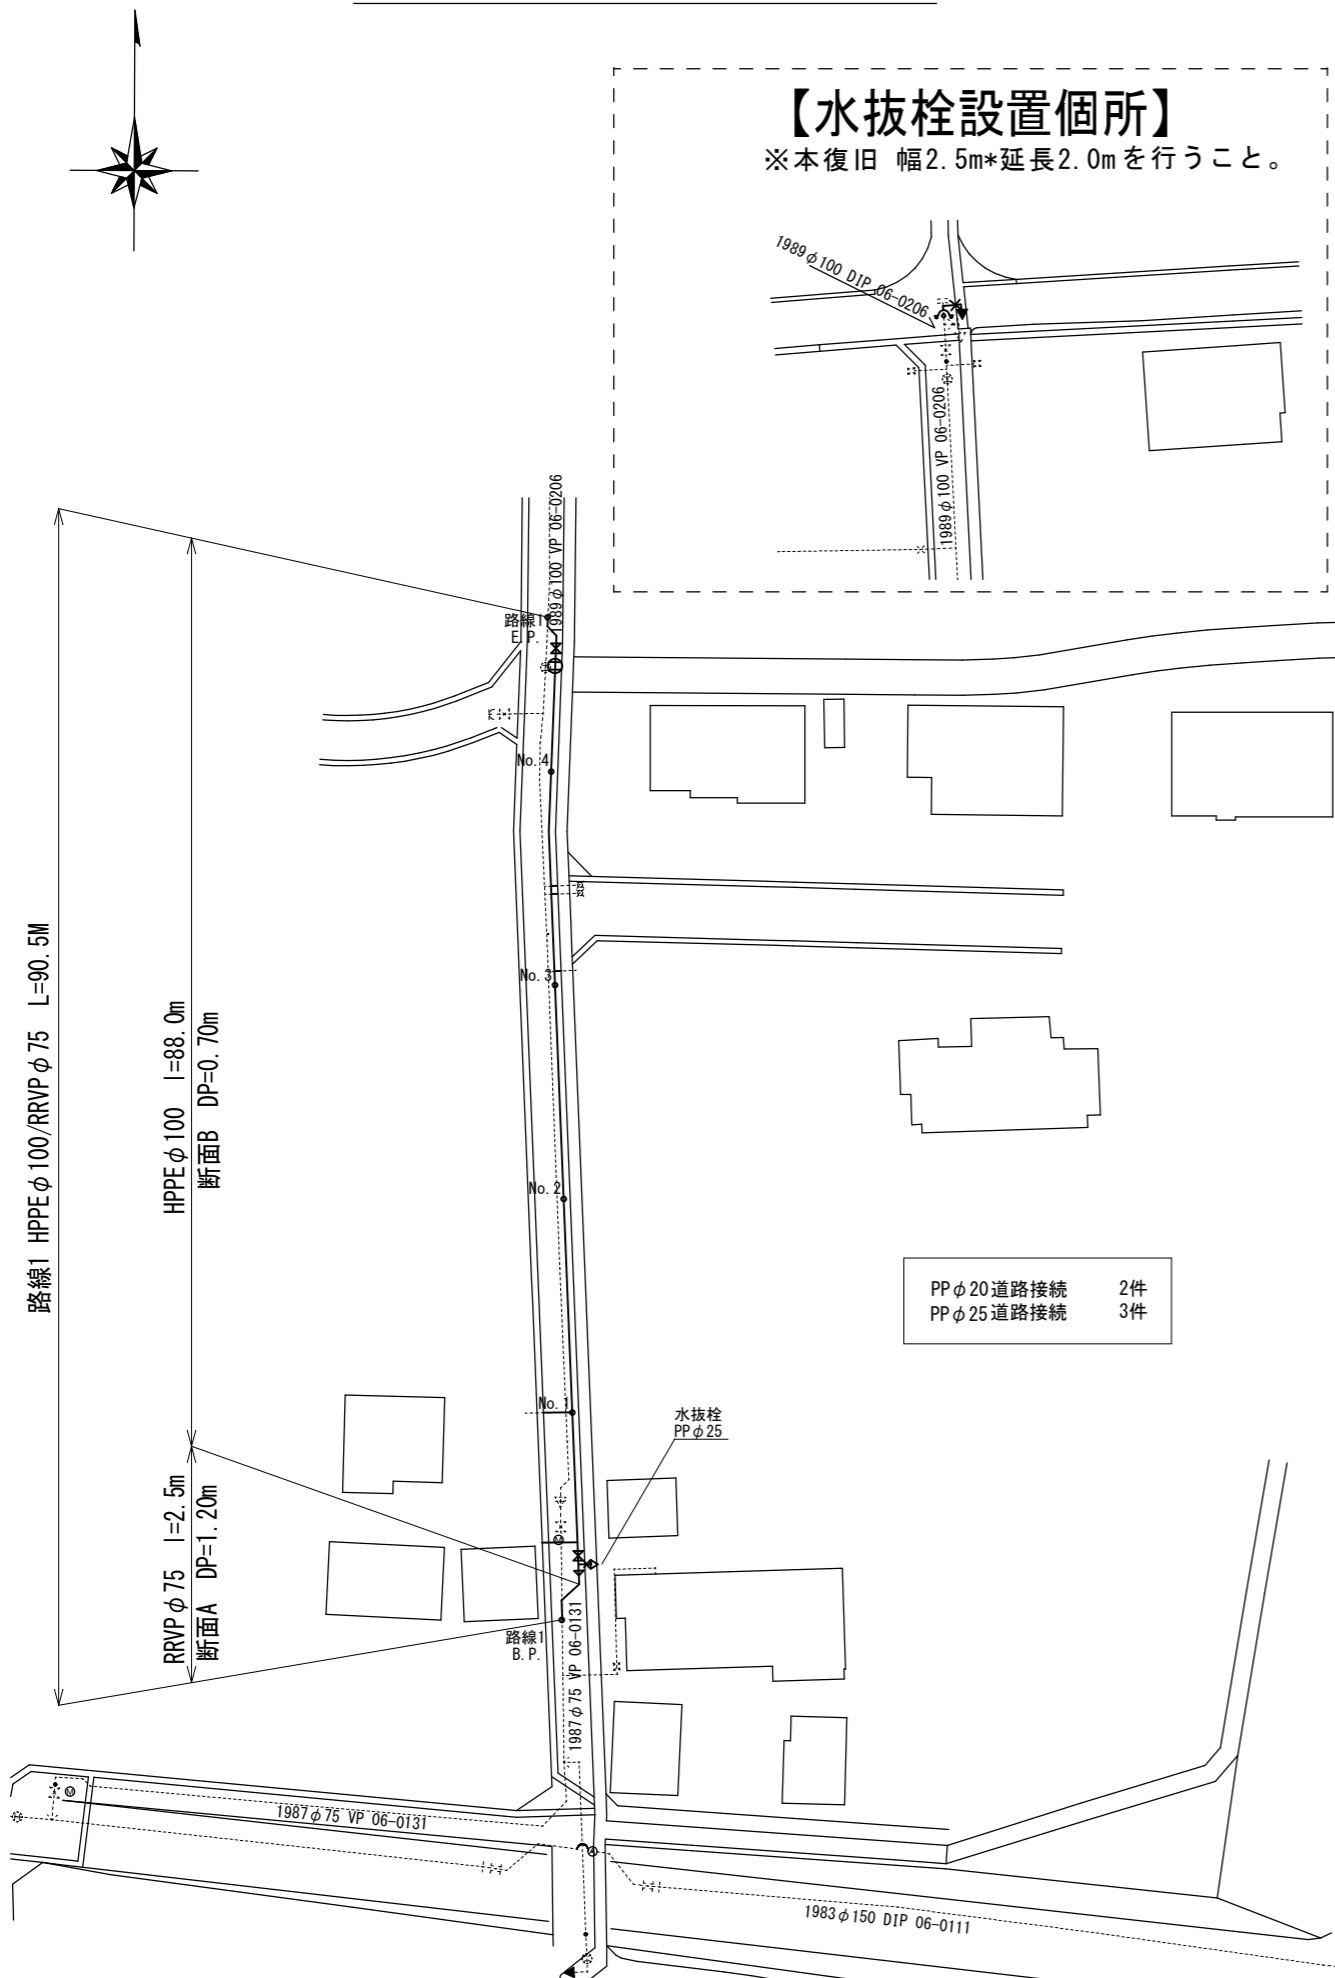 【水抜栓設置個所】
※本復旧 幅2.5m*延長2.0mを行うこと。
1989φ100 DIP 06-0206
1989φ100 VP 06-0206
1989φ100 VP 06-0206
路線1
E.P.
No.4
No.3
No.2
No.1
路線1 HPPEφ100/RRVPφ75 L=90.5M
HPPEφ100 l=88.0m
断面B DP=0.70m
PPφ20道路接続 2件
PPφ25道路接続 3件
水抜栓
PPφ25
RRVPφ75 l=2.5m
断面A DP=1.20m
路線1
B.P.
1987φ75 VP 06-0131
1987φ75 VP 06-0131
1983φ150 DIP 06-0111